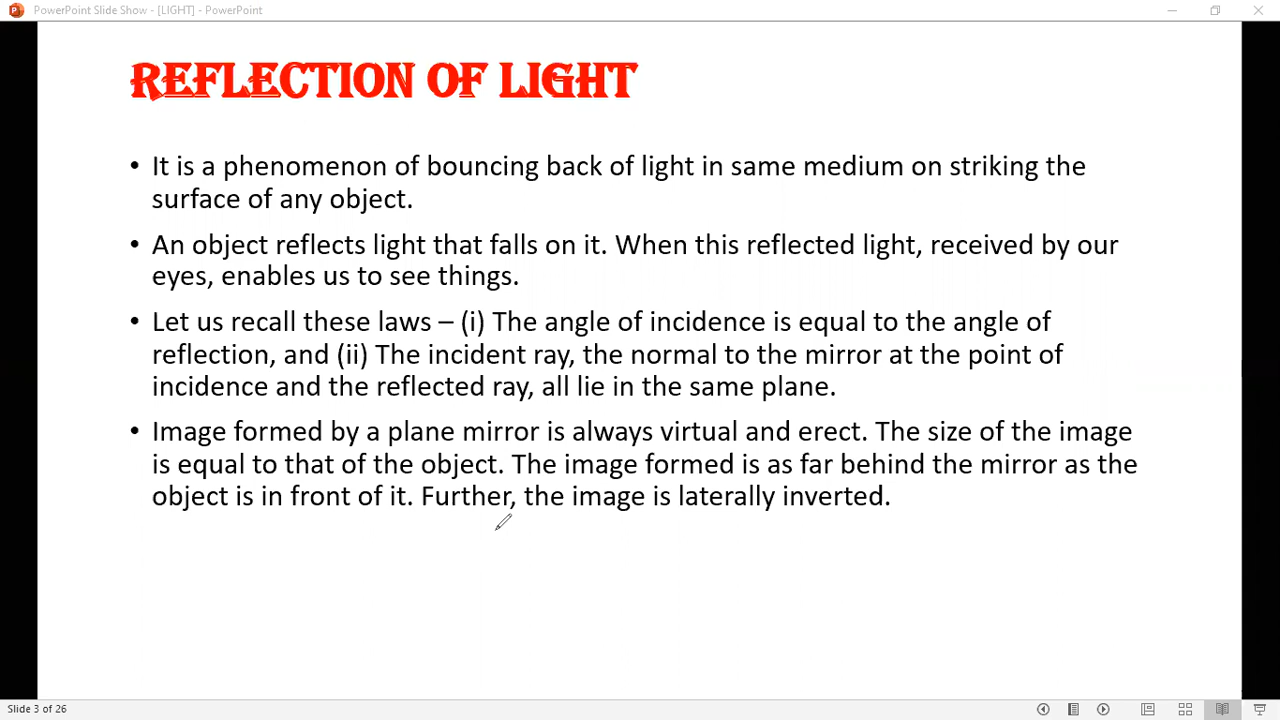 PowerPoint Slide Show - [LIGHT] - PowerPoint
REFLECTION OF LIGHT
• It is a phenomenon of bouncing back of light in same medium on striking the
surface of any object.
• An object reflects light that falls on it. When this reflected light, received by our
eyes, enables us to see things.
• Let us recall these laws – (i) The angle of incidence is equal to the angle of
reflection, and (ii) The incident ray, the normal to the mirror at the point of
incidence and the reflected ray, all lie in the same plane.
• Image formed by a plane mirror is always virtual and erect. The size of the image
is equal to that of the object. The image formed is as far behind the mirror as the
object is in front of it. Further, the image is laterally inverted.
Slide 3 of 26